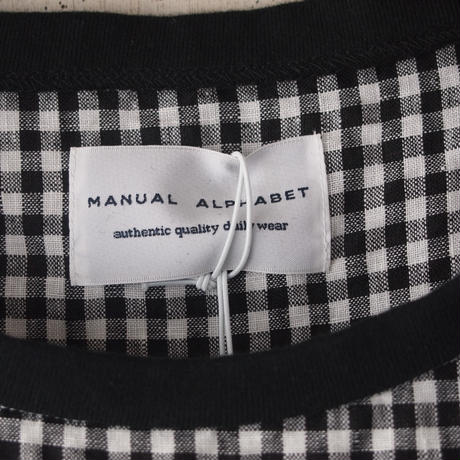 MANUAL ALPHABET
authentic quality daily wear